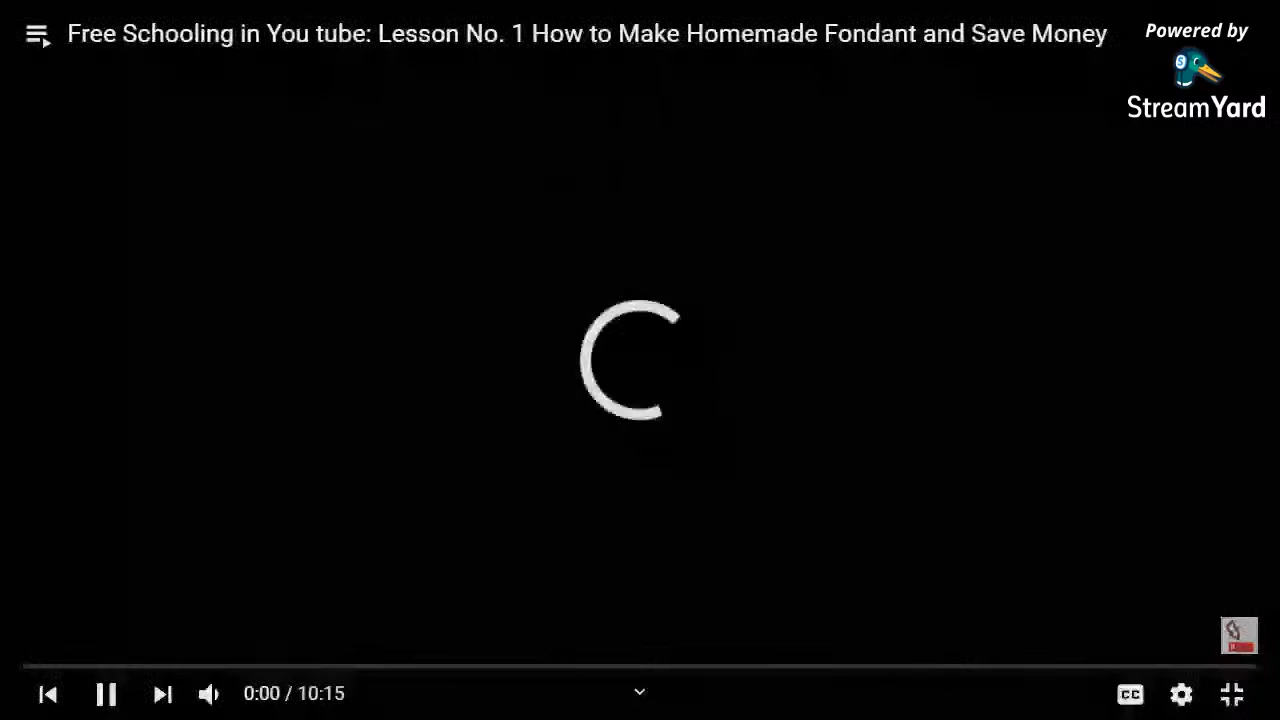 Free Schooling in You tube: Lesson No. 1 How to Make Homemade Fondant and Save Money
Powered by
StreamYard
0:00 / 10:15
CC